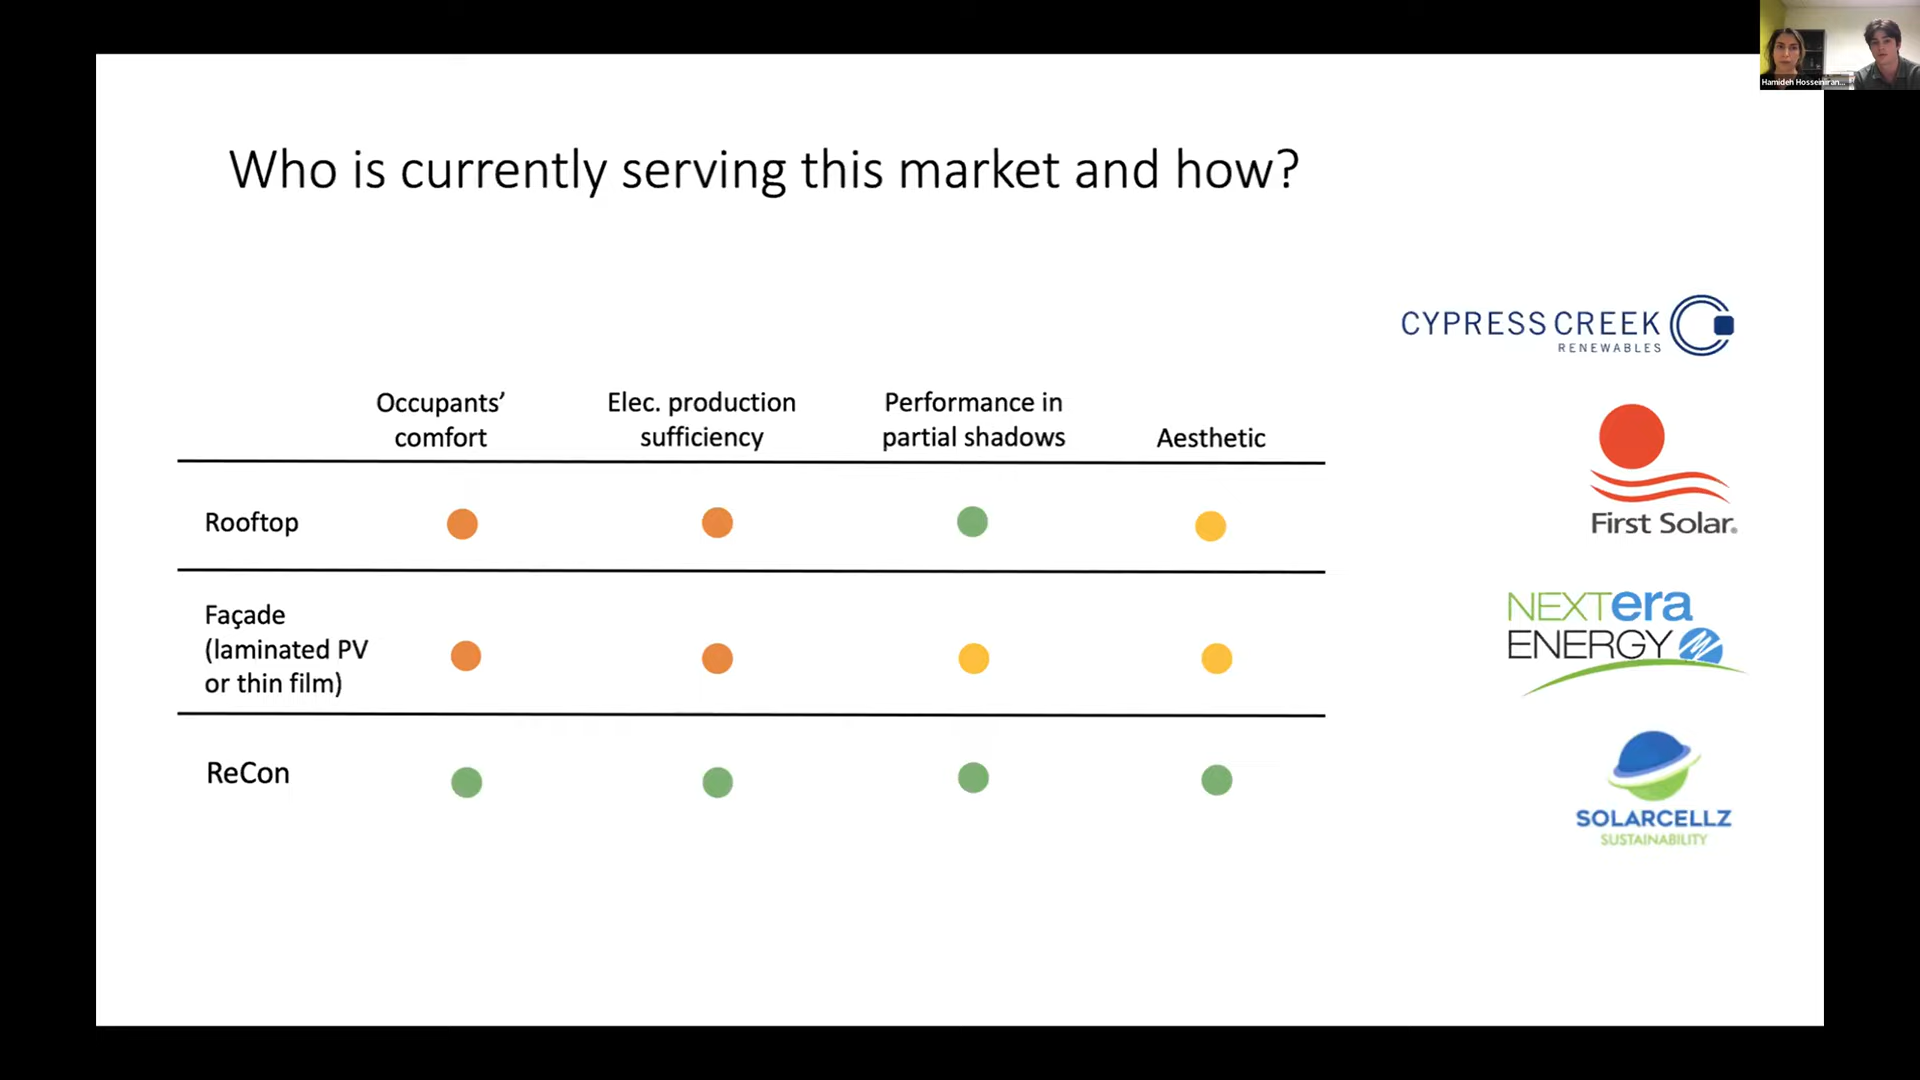 Hamideh Hosseiniran...
Who is currently serving this market and how?
CYPRESS CREEK
RENEWABLES
Occupants’
comfort
Elec. production
sufficiency
Performance in
partial shadows
Aesthetic
First Solar.
Rooftop
Façade
(laminated PV
or thin film)
NEXTera
ENERGY
ReCon
SOLARCELLZ
SUSTAINABILITY